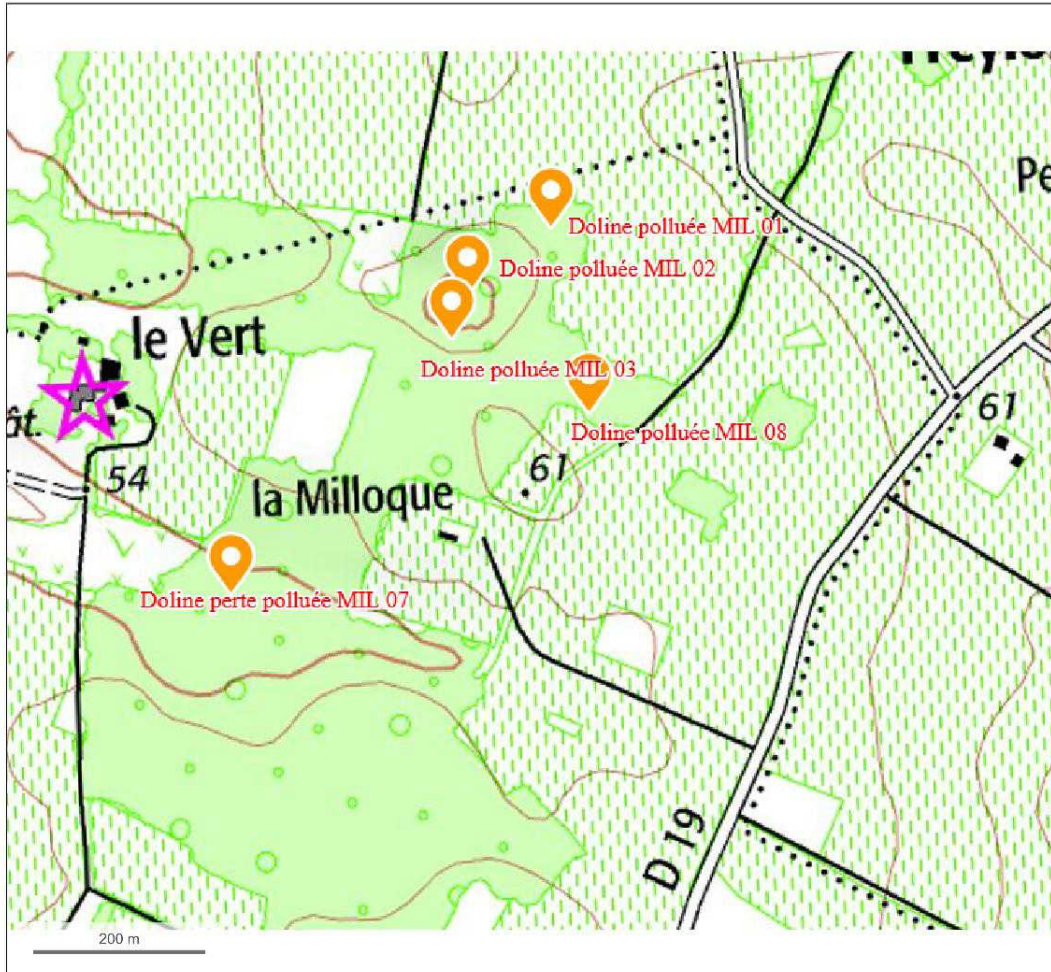 Pe
Doline polluée MIL 01
Doline polluée MIL 02
le Vert
Doline polluée MIL 03
ât.
61
Doline polluée MIL 08
61
54
la Milloque
Doline perte polluée MIL 07
D 19
200 m